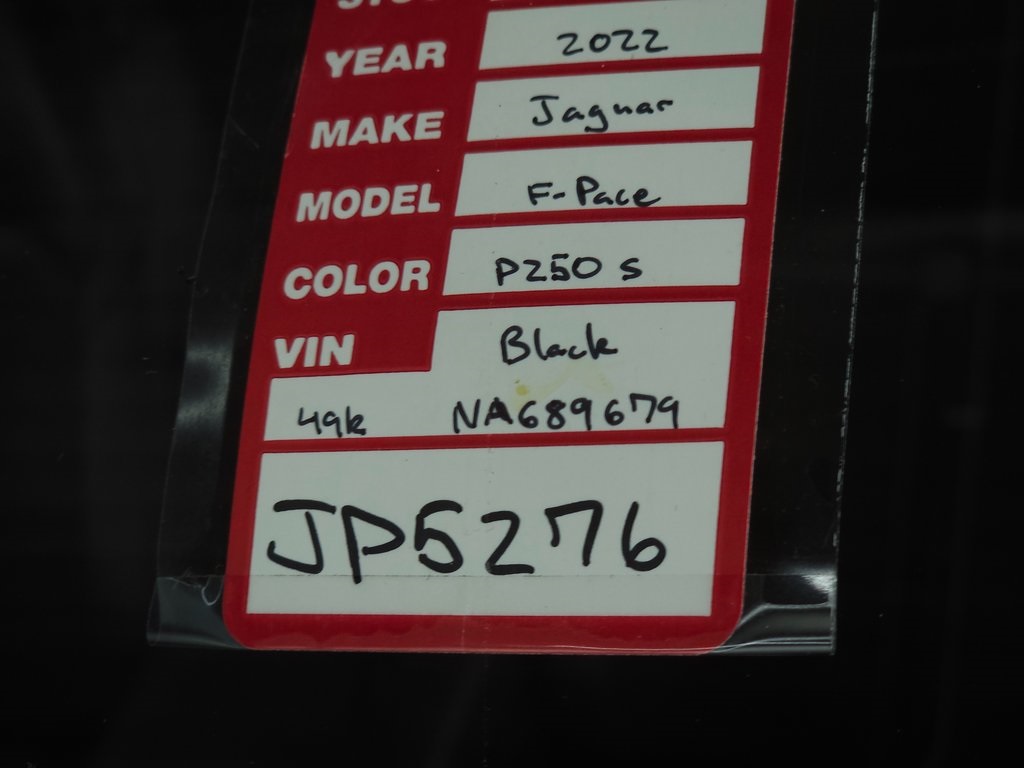 YEAR 2022
MAKE Jaguar
MODEL F-Pace
COLOR P250 S
VIN Black
49k NA689679
JP5276